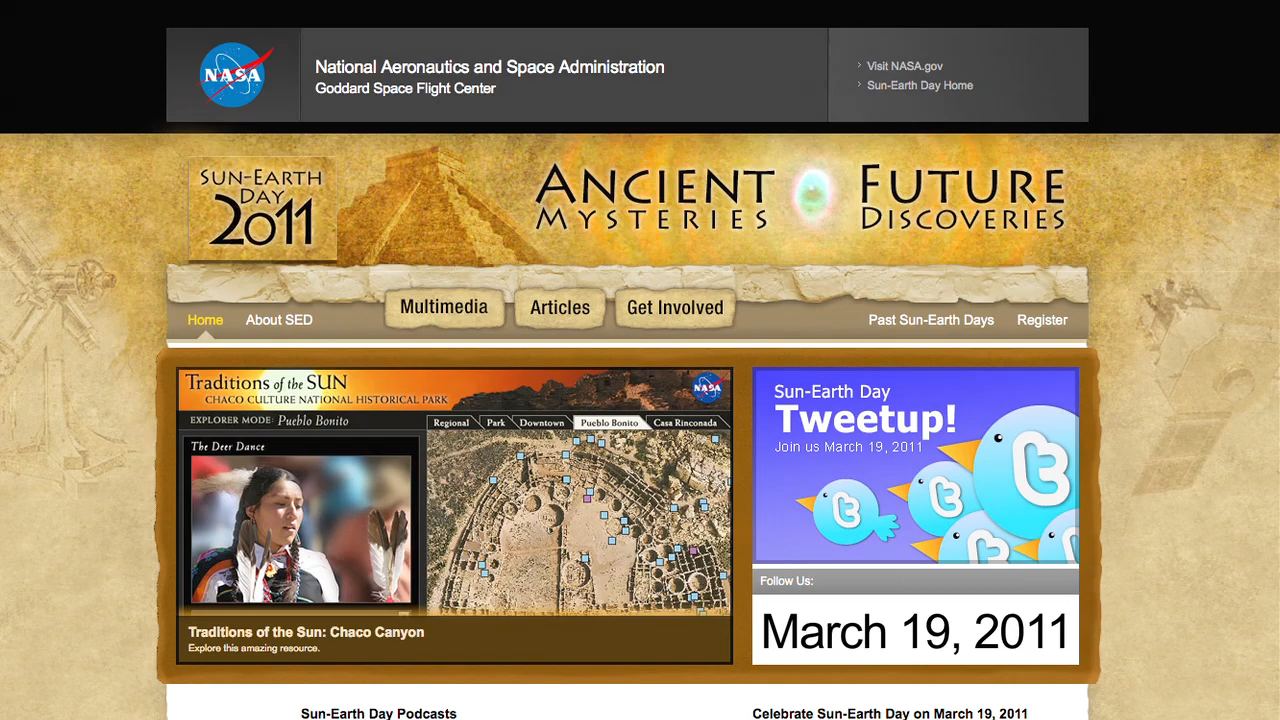 NASA
National Aeronautics and Space Administration
Goddard Space Flight Center
Visit NASA.gov
Sun-Earth Day Home
SUN-EARTH
DAY
2011
ANCIENT
MYSTERIES
FUTURE
DISCOVERIES
Multimedia
Articles
Get Involved
Home
About SED
Past Sun-Earth Days
Register
Traditions of the SUN
CHACO CULTURE NATIONAL HISTORICAL PARK
NASA
EXPLORER MODE: Pueblo Bonito
Regional
Park
Downtown
Pueblo Bonito
Casa Rinconada
The Deer Dance
Traditions of the Sun: Chaco Canyon
Explore this amazing resource.
Sun-Earth Day
Tweetup!
Join us March 19, 2011
t
t
t
t
t
Follow Us:
March 19, 2011
Sun-Earth Day Podcasts
Celebrate Sun-Earth Day on March 19, 2011